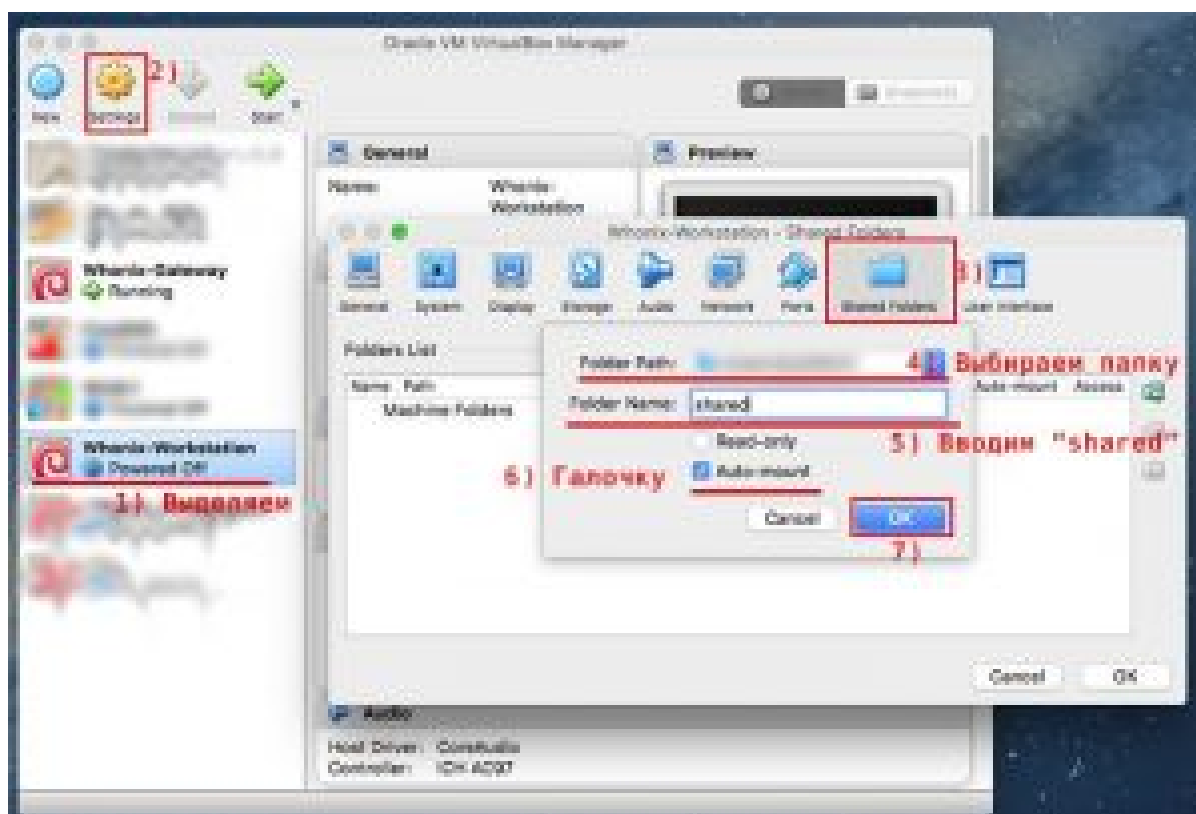 Oracle VM VirtualBox Manager
2)
New
Settings
Start
General
Preview
Name:
Whonix-
Workstation
Whonix-Workstation - Shared Folders
Whonix-Gateway
Running
3)
General
System
Display
Storage
Audio
Network
Ports
Shared Folders
User Interface
Folders List
Folder Path:
4) Выбираем папку
Name Path
Auto-mount Access
Machine Folders
Folder Name: shared
Read-only
5) Вводим "shared"
Whonix-Workstation
Powered Off
6) Галочку
Auto-mount
1) Выделяем
Cancel
OK
7)
Cancel
OK
Audio
Host Driver: CoreAudio
Controller: ICH AC97